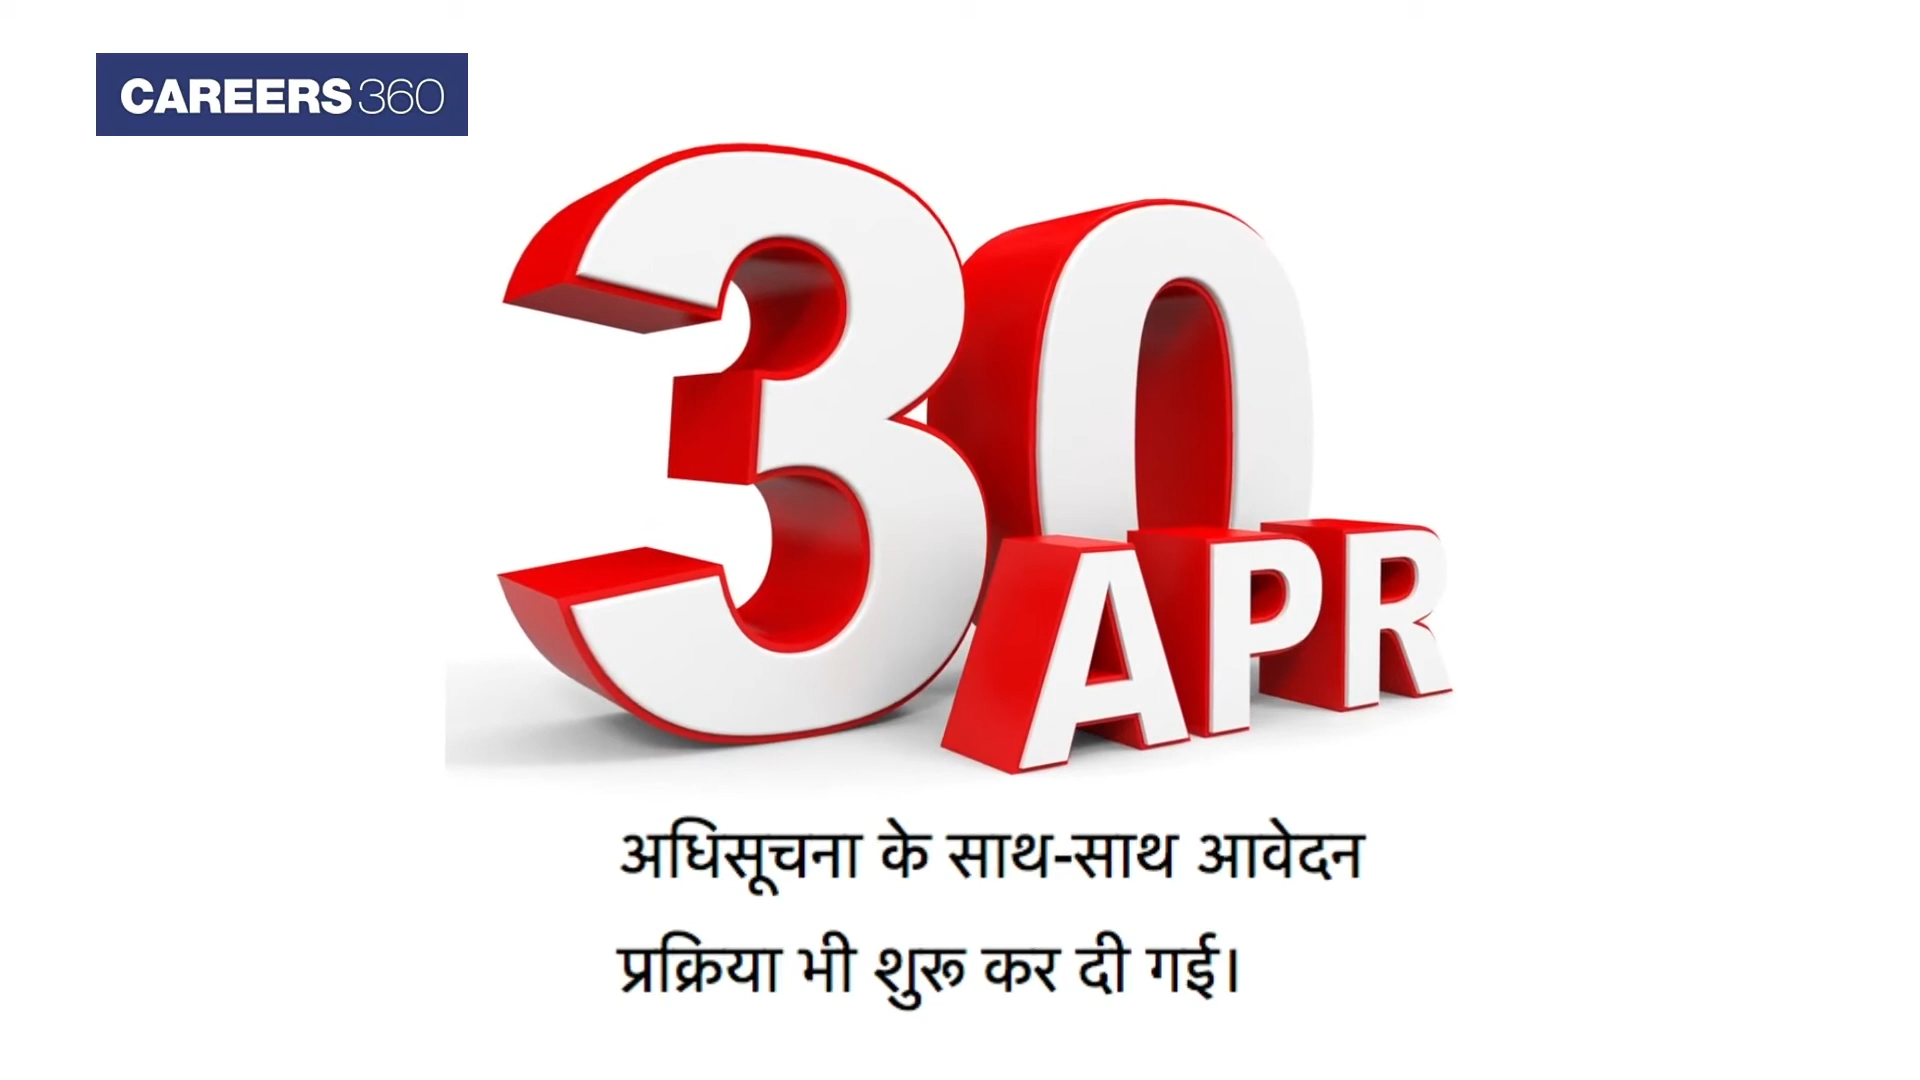 CAREERS360
30
APR
अधिसूचना के साथ-साथ आवेदन
प्रक्रिया भी शुरू कर दी गई।